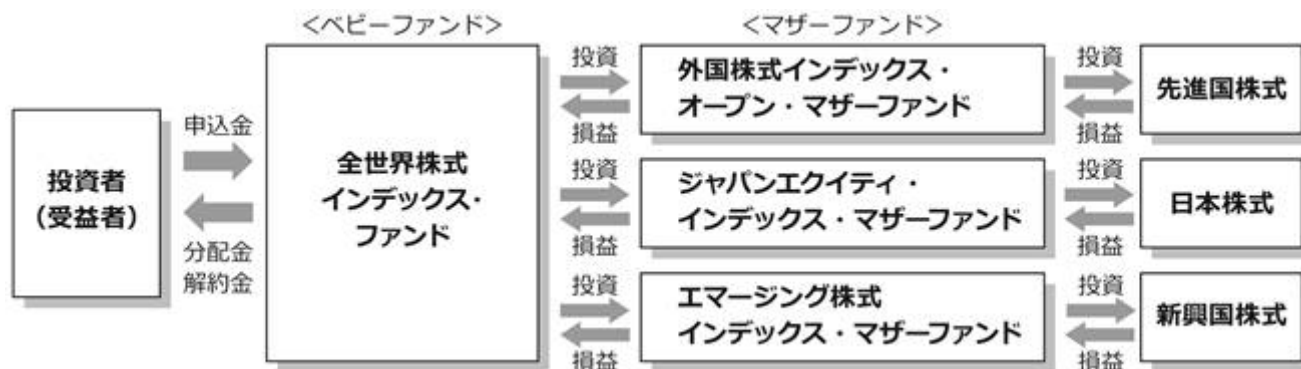 <ベビーファンド>
<マザーファンド>
投資者
(受益者)
申込金
分配金
解約金
全世界株式
インデックス・
ファンド
投資
損益
外国株式インデックス・
オープン・マザーファンド
投資
損益
先進国株式
投資
損益
ジャパンエクイティ・
インデックス・マザーファンド
投資
損益
日本株式
投資
損益
エマージング株式
インデックス・マザーファンド
投資
損益
新興国株式